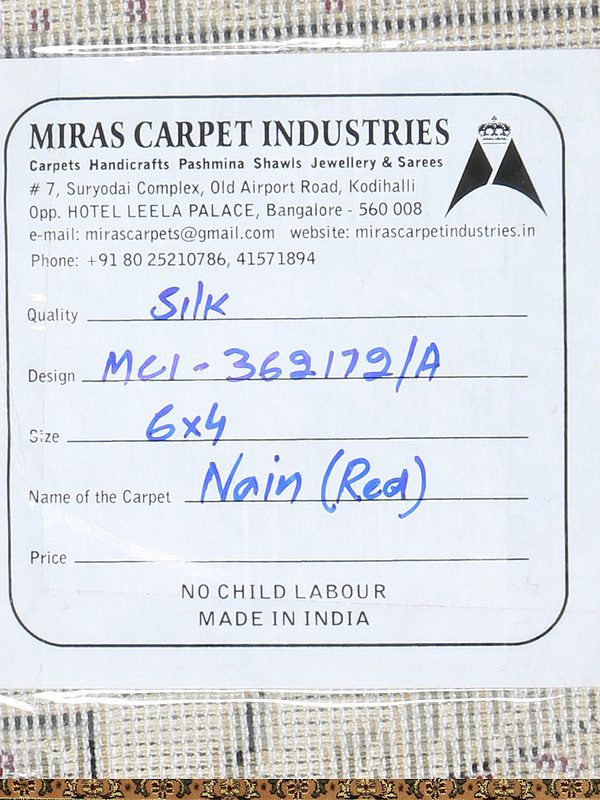 MIRAS CARPET INDUSTRIES
Carpets Handicrafts Pashmina Shawls Jewellery & Sarees
# 7, Suryodai Complex, Old Airport Road, Kodihalli
Opp. HOTEL LEELA PALACE, Bangalore - 560 008
e-mail: mirascarpets@gmail.com website: mirascarpetindustries.in
Phone: +91 80 25210786, 41571894
Quality Silk
Design MCI - 362172/A
Size 6x4
Name of the Carpet Nain (Red)
Price
NO CHILD LABOUR
MADE IN INDIA